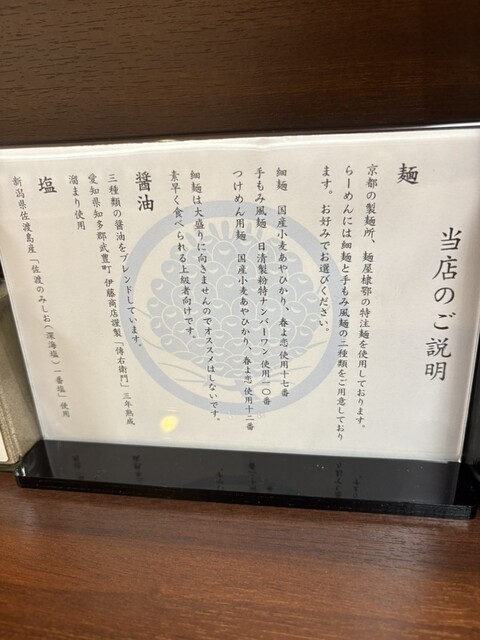 当店のご説明
麺
京都の製麺所、麺屋棣鄂の特注麺を使用しております。
らーめんには細麺と手もみ風麺の二種類をご用意しており
ます。お好みでお選びください。
細麺 国産小麦あやひかり、春よ恋使用十七番
手もみ風麺 日清製粉特ナンバーワン使用一〇番
つけめん用麺 国産小麦あやひかり、春よ恋使用十二番
細麺は大盛りに向きませんのでオススメはしないです。
素早く食べられる上級者向けです。
醤油
三種類の醤油をブレンドしています。
愛知県知多郡武豊町 伊藤商店謹製「傳右衛門」三年熟成
溜まり使用
塩
新潟県佐渡島産「佐渡のみしお(深海塩)一番塩」使用